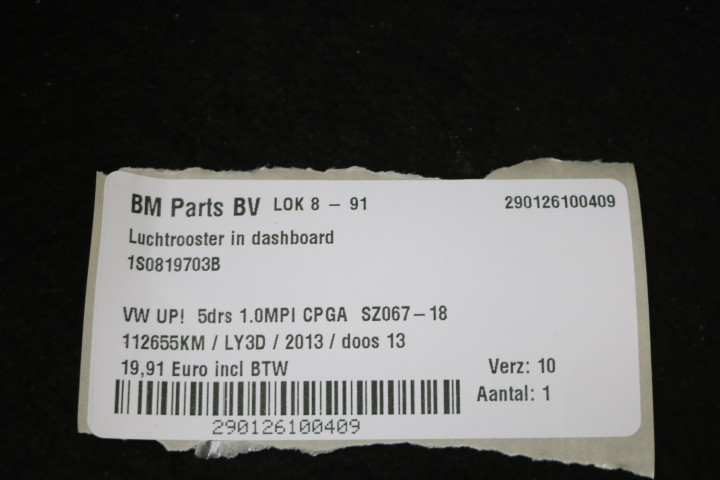 BM Parts BV LOK 8 - 91 290126100409
Luchtrooster in dashboard
1S0819703B
VW UP! 5drs 1.0MPI CPGA SZ067-18
112655KM / LY3D / 2013 / doos 13
19,91 Euro incl BTW Verz: 10
Aantal: 1
290126100409